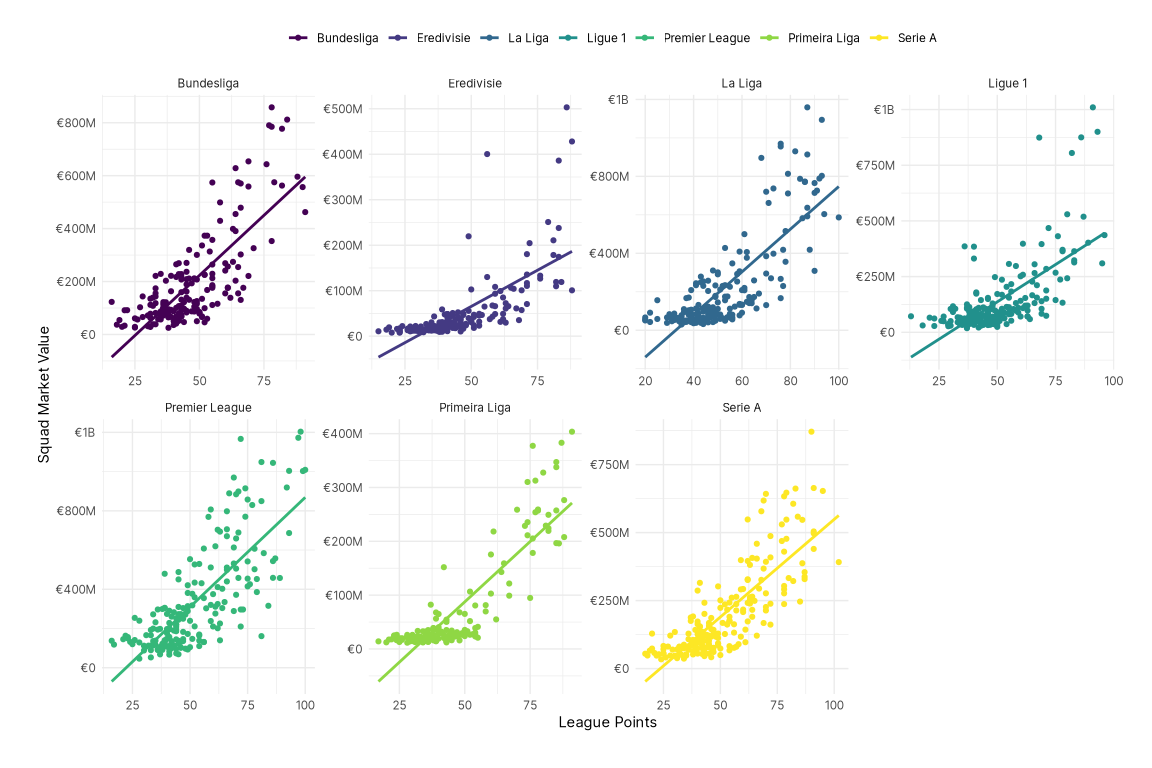 Bundesliga Eredivisie La Liga Ligue 1 Premier League Primeira Liga Serie A
Bundesliga Eredivisie La Liga Ligue 1
€800M
€600M
€400M
€200M
€0
25 50 75
€500M
€400M
€300M
€200M
€100M
€0
25 50 75
€1B
€800M
€400M
€0
20 40 60 80 100
€1B
€750M
€500M
€250M
€0
25 50 75 100
Squad Market Value
Premier League Primeira Liga Serie A
€1B
€800M
€400M
€0
25 50 75 100
€400M
€300M
€200M
€100M
€0
25 50 75
€750M
€500M
€250M
€0
25 50 75 100
League Points